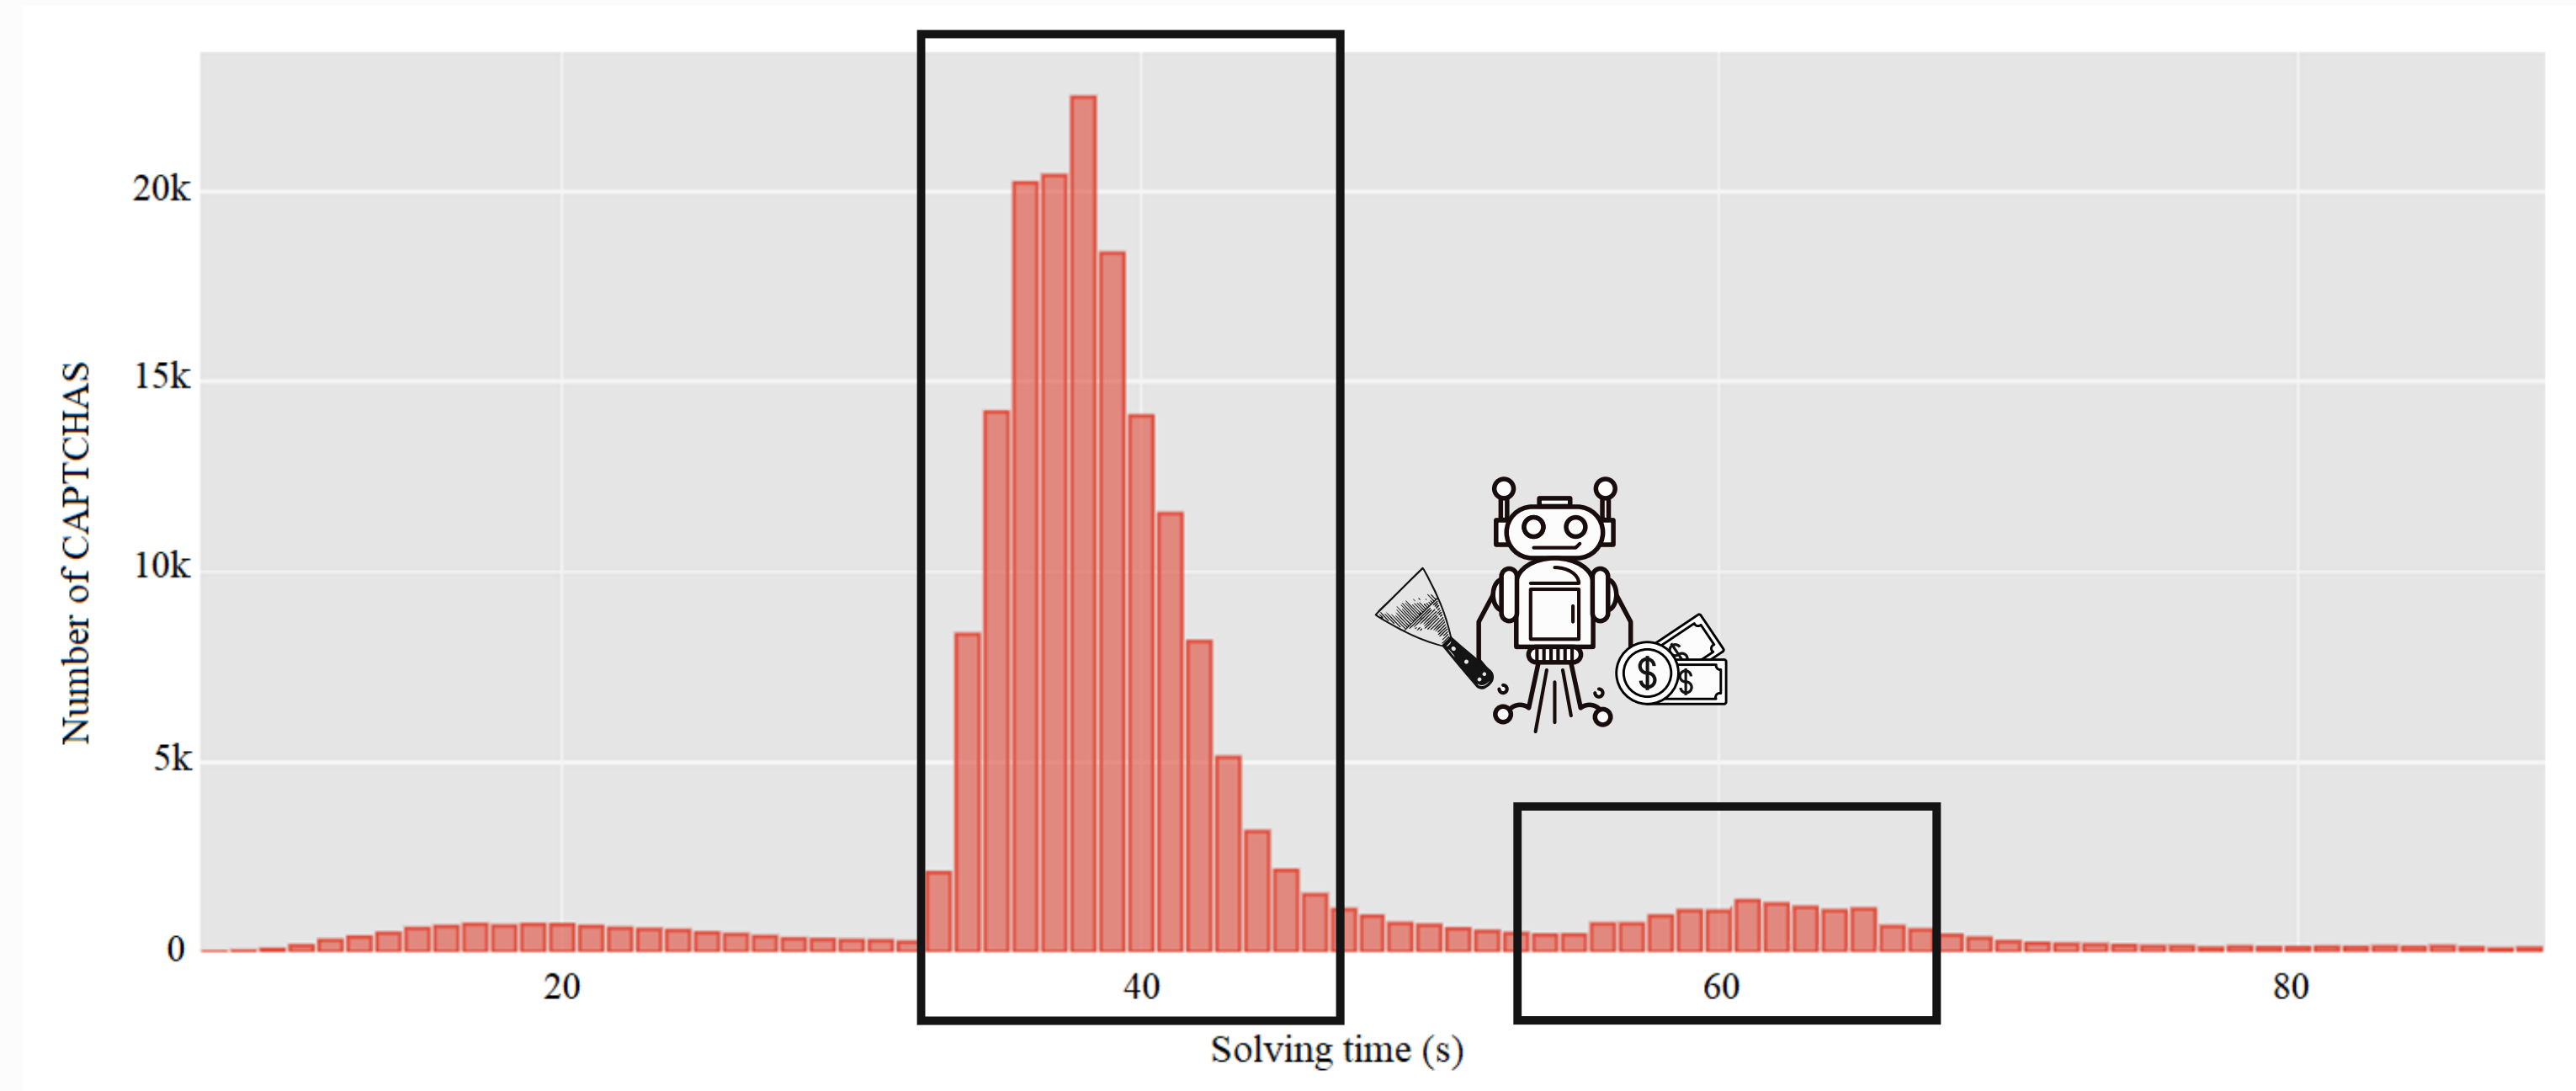 Number of CAPTCHAS
20k
15k
10k
5k
0
20
40
60
80
Solving time (s)
$
$
$